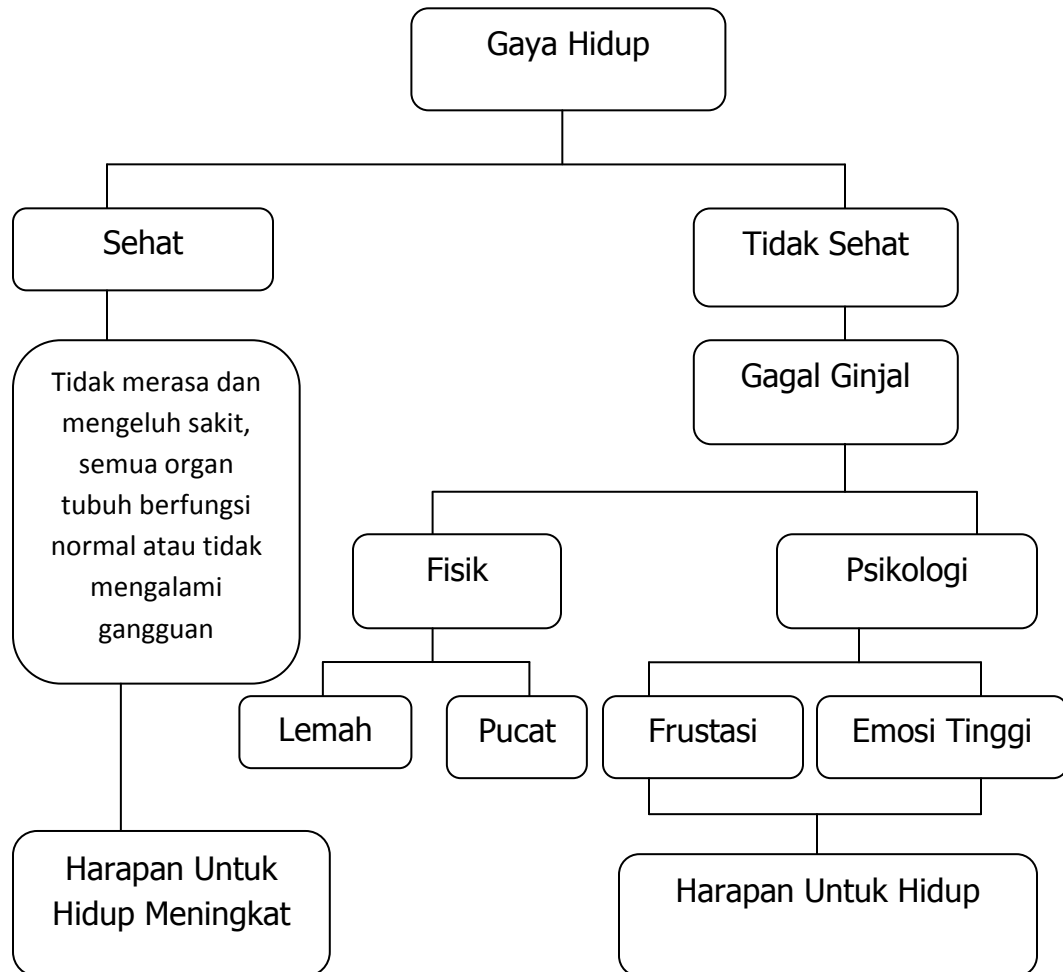 Gaya Hidup
Sehat
Tidak Sehat
Tidak merasa dan
mengeluh sakit,
semua organ
tubuh berfungsi
normal atau tidak
mengalami
gangguan
Gagal Ginjal
Fisik
Psikologi
Lemah
Pucat
Frustasi
Emosi Tinggi
Harapan Untuk
Hidup Meningkat
Harapan Untuk Hidup